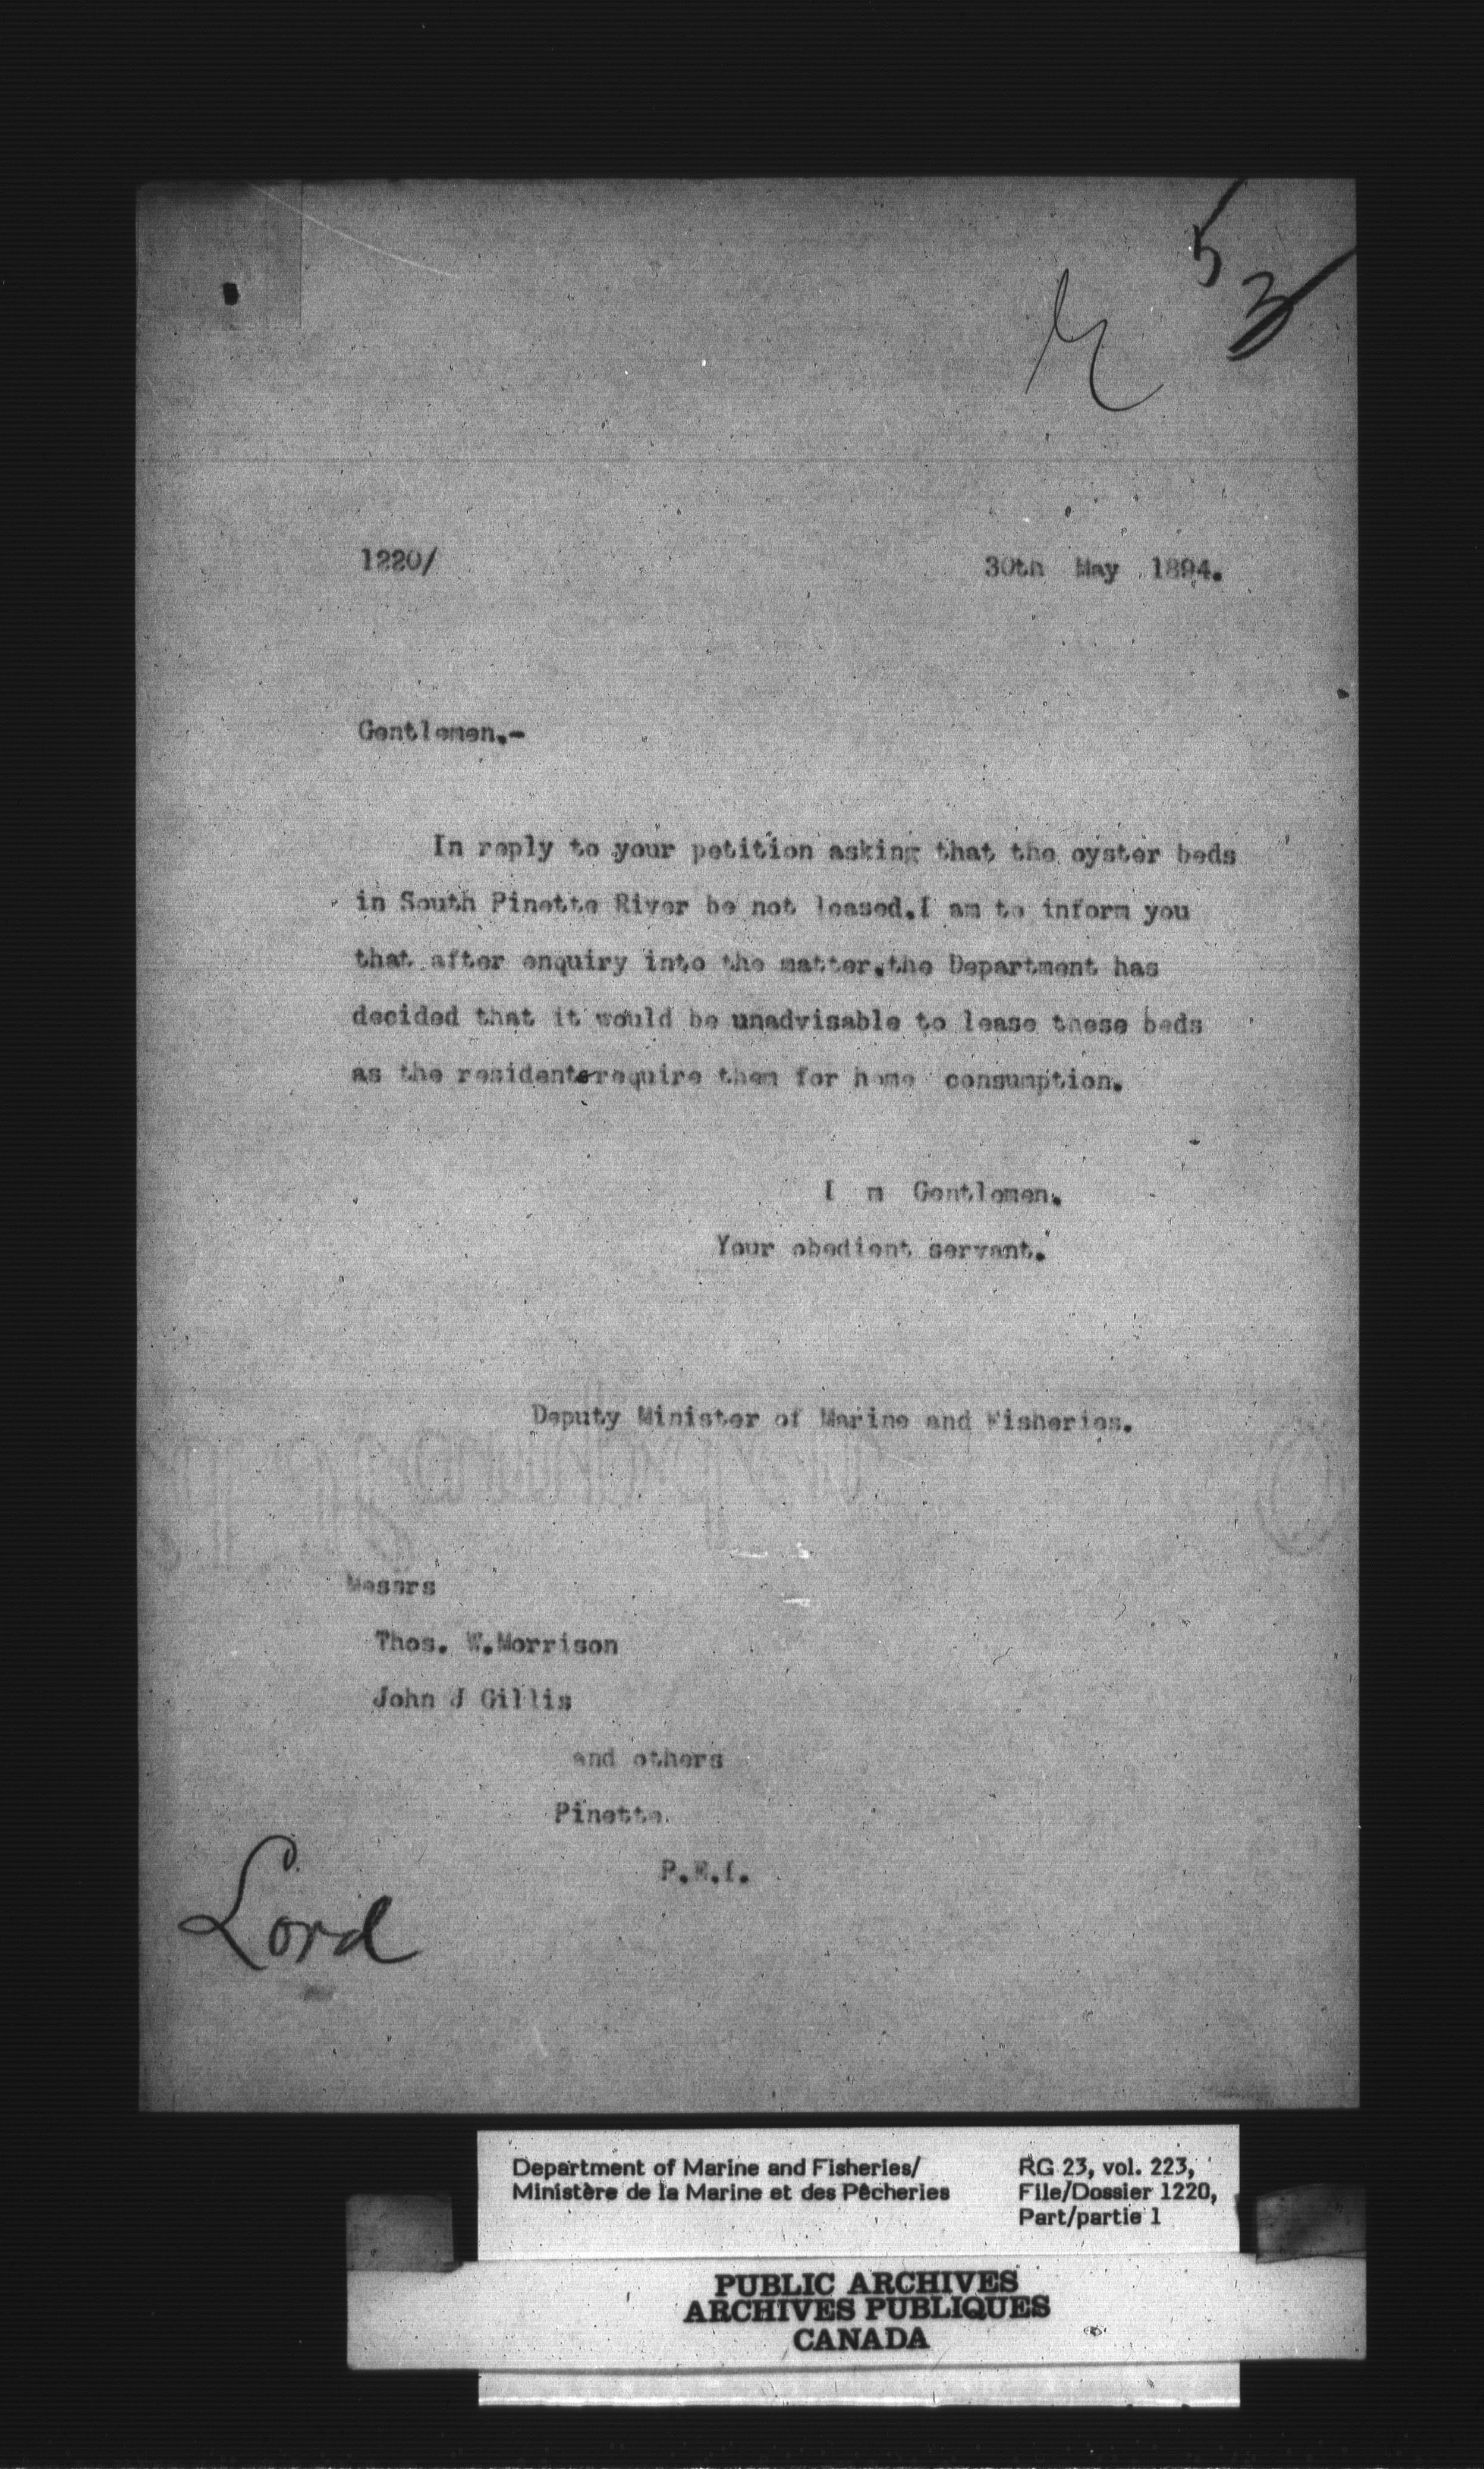 53
1220/ 30th May 1894.
Gentlemen.-
In reply to your petition asking that the oyster beds
in South Pinette River be not leased.I am to inform you
that after enquiry into the matter.the Department has
decided that it would be unadvisable to lease these beds
as the residentsrequire them for home consumption.
I m Gentlemen.
Your obedient servant.
Deputy Minister of Marine and Fisheries.
Messrs
Thos. W.Morrison
John J Gillis
and others
Pinette.
P.E.I.
Lord
Department of Marine and Fisheries/
Ministère de la Marine et des Pêcheries
RG 23, vol. 223,
File/Dossier 1220,
Part/partie 1
PUBLIC ARCHIVES
ARCHIVES PUBLIQUES
CANADA